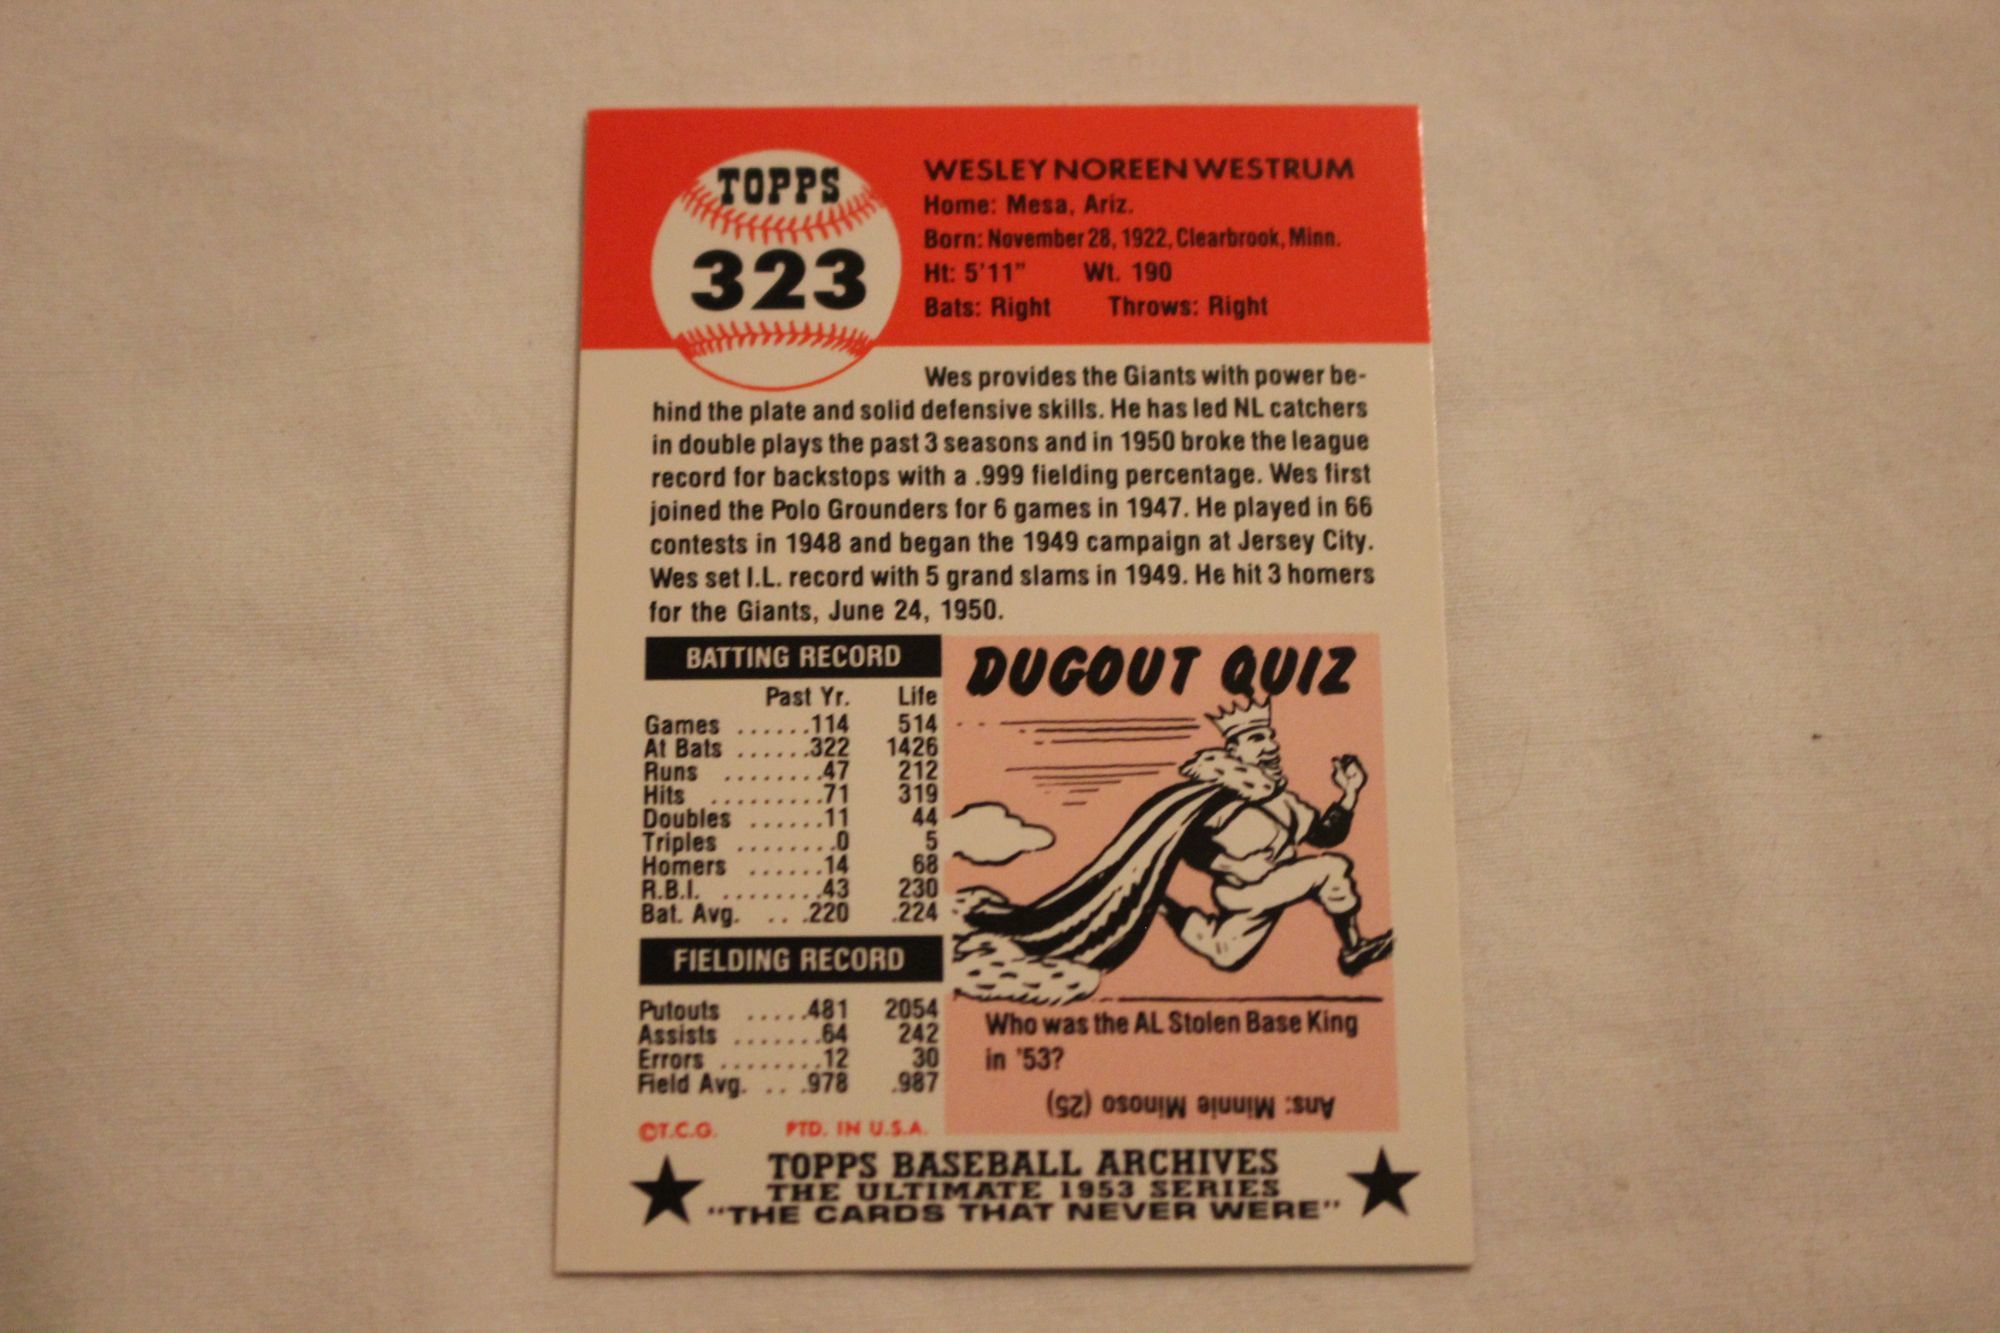 TOPPS
323
WESLEY NOREEN WESTRUM
Home: Mesa, Ariz.
Born: November 28, 1922, Clearbrook, Minn.
Ht: 5'11" Wt. 190
Bats: Right Throws: Right
Wes provides the Giants with power be-
hind the plate and solid defensive skills. He has led NL catchers
in double plays the past 3 seasons and in 1950 broke the league
record for backstops with a .999 fielding percentage. Wes first
joined the Polo Grounders for 6 games in 1947. He played in 66
contests in 1948 and began the 1949 campaign at Jersey City.
Wes set I.L. record with 5 grand slams in 1949. He hit 3 homers
for the Giants, June 24, 1950.
BATTING RECORD
Past Yr. Life
Games ......114 514
At Bats ......322 1426
Runs ........47 212
Hits .........71 319
Doubles ......11 44
Triples ........0 5
Homers ......14 68
R.B.I. ........43 230
Bat. Avg. .. .220 .224
FIELDING RECORD
Putouts .....481 2054
Assists .......64 242
Errors ........12 30
Field Avg. .. .978 .987
©T.C.G. PTD. IN U.S.A.
DUGOUT QUIZ
Who was the AL Stolen Base King
in '53?
Ans: Minnie Minoso (25)
TOPPS BASEBALL ARCHIVES
THE ULTIMATE 1953 SERIES
"THE CARDS THAT NEVER WERE"